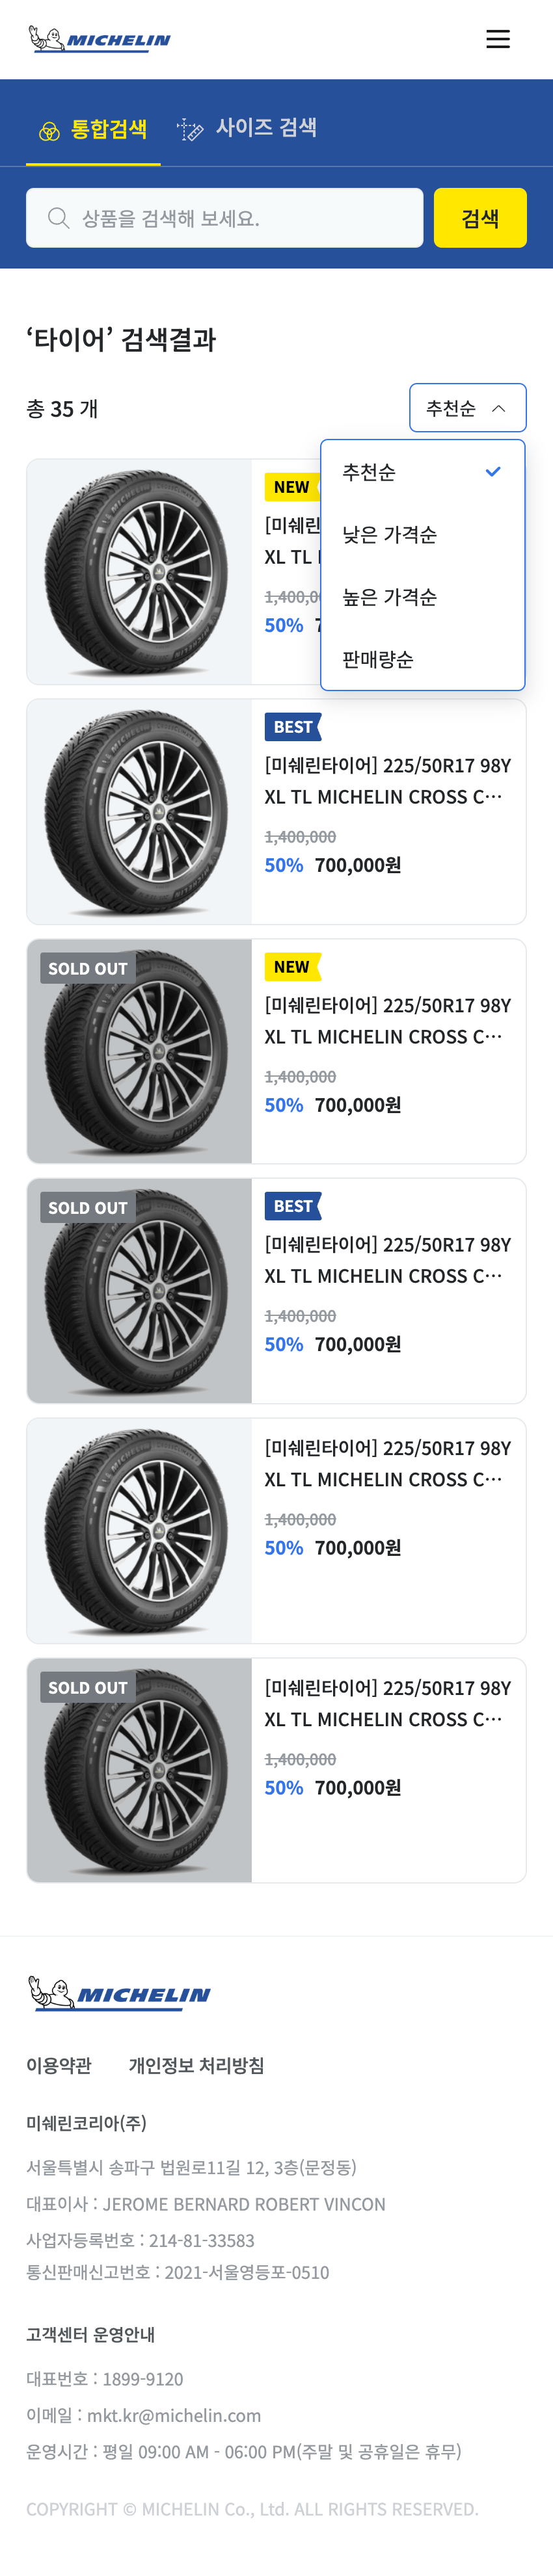 MICHELIN
통합검색
사이즈 검색
상품을 검색해 보세요.
검색
‘타이어’ 검색결과
총 35 개
추천순
추천순
낮은 가격순
높은 가격순
판매량순
NEW
[미쉐린
XL TL
1,400,0
50%
BEST
[미쉐린타이어] 225/50R17 98Y
XL TL MICHELIN CROSS C…
1,400,000
50% 700,000원
SOLD OUT
NEW
[미쉐린타이어] 225/50R17 98Y
XL TL MICHELIN CROSS C…
1,400,000
50% 700,000원
SOLD OUT
BEST
[미쉐린타이어] 225/50R17 98Y
XL TL MICHELIN CROSS C…
1,400,000
50% 700,000원
[미쉐린타이어] 225/50R17 98Y
XL TL MICHELIN CROSS C…
1,400,000
50% 700,000원
SOLD OUT
[미쉐린타이어] 225/50R17 98Y
XL TL MICHELIN CROSS C…
1,400,000
50% 700,000원
MICHELIN
이용약관
개인정보 처리방침
미쉐린코리아(주)
서울특별시 송파구 법원로11길 12, 3층(문정동)
대표이사 : JEROME BERNARD ROBERT VINCON
사업자등록번호 : 214-81-33583
통신판매신고번호 : 2021-서울영등포-0510
고객센터 운영안내
대표번호 : 1899-9120
이메일 : mkt.kr@michelin.com
운영시간 : 평일 09:00 AM - 06:00 PM(주말 및 공휴일은 휴무)
COPYRIGHT © MICHELIN Co., Ltd. ALL RIGHTS RESERVED.